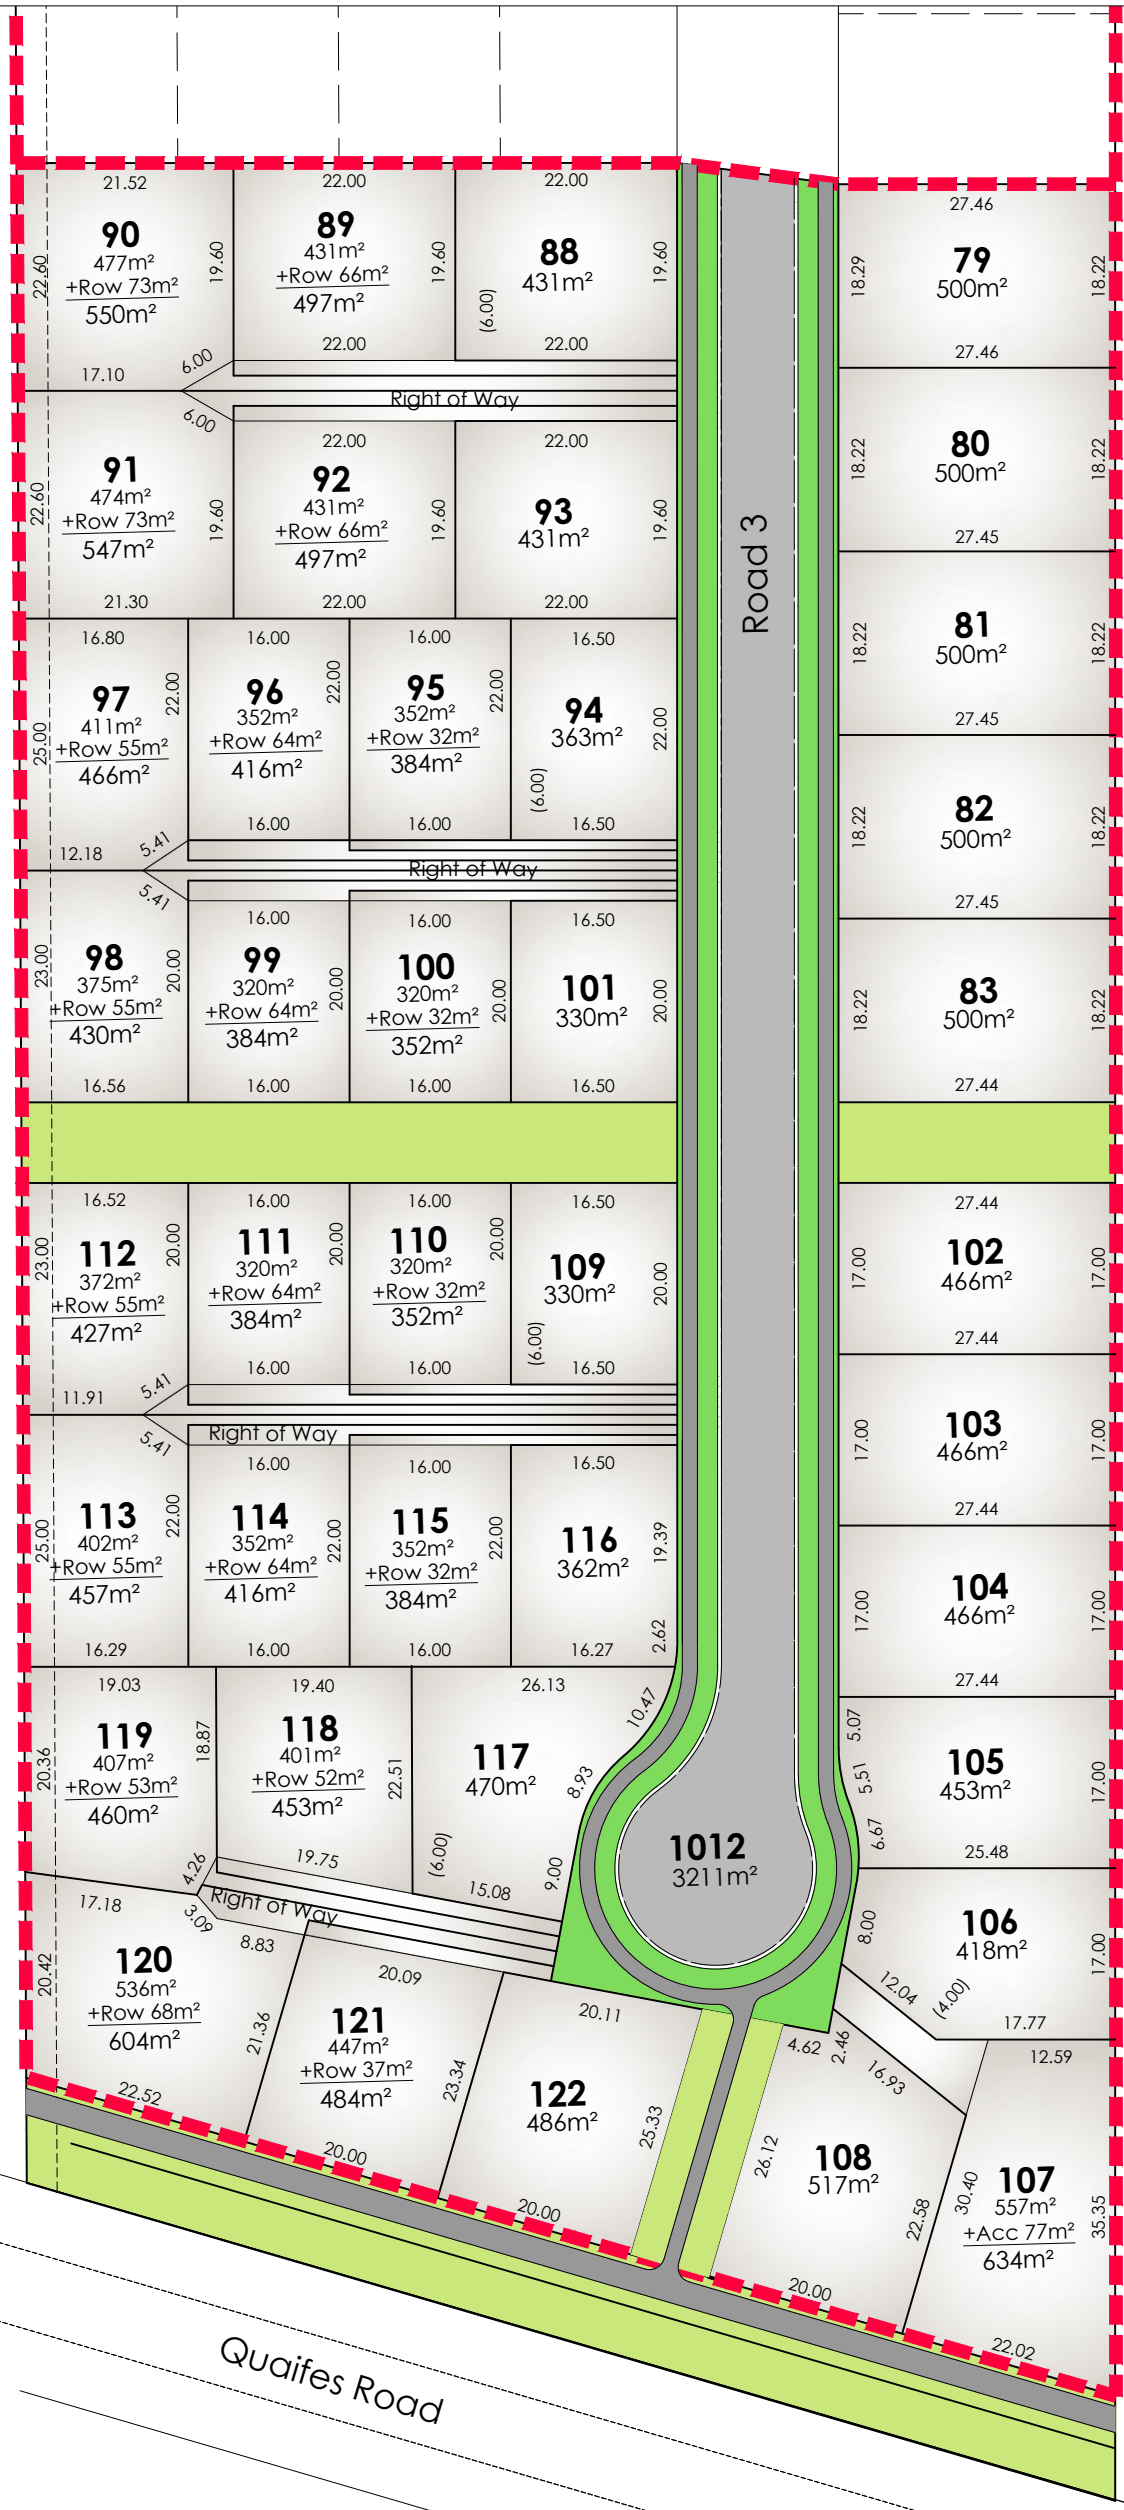 21.52
22.00
22.00
90
477m²
+Row 73m²
550m²
22.60
19.60
17.10
6.00
89
431m²
+Row 66m²
497m²
19.60
22.00
88
431m²
(6.00)
19.60
22.00
27.46
79
500m²
18.29
18.22
27.46
Right of Way
6.00
91
474m²
+Row 73m²
547m²
22.60
19.60
21.30
22.00
92
431m²
+Row 66m²
497m²
19.60
22.00
22.00
93
431m²
19.60
22.00
Road 3
80
500m²
18.22
18.22
27.45
81
500m²
18.22
18.22
27.45
16.80
97
411m²
+Row 55m²
466m²
25.00
22.00
12.18
5.41
16.00
96
352m²
+Row 64m²
416m²
22.00
16.00
16.00
95
352m²
+Row 32m²
384m²
22.00
16.00
16.50
94
363m²
(6.00)
22.00
16.50
82
500m²
18.22
18.22
27.45
Right of Way
5.41
98
375m²
+Row 55m²
430m²
23.00
20.00
16.56
16.00
99
320m²
+Row 64m²
384m²
20.00
16.00
16.00
100
320m²
+Row 32m²
352m²
20.00
16.00
16.50
101
330m²
20.00
16.50
83
500m²
18.22
18.22
27.44
16.52
112
372m²
+Row 55m²
427m²
23.00
20.00
11.91
5.41
16.00
111
320m²
+Row 64m²
384m²
20.00
16.00
16.00
110
320m²
+Row 32m²
352m²
20.00
16.00
16.50
109
330m²
(6.00)
20.00
16.50
27.44
102
466m²
17.00
17.00
27.44
Right of Way
5.41
113
402m²
+Row 55m²
457m²
25.00
22.00
16.29
16.00
114
352m²
+Row 64m²
416m²
22.00
16.00
16.00
115
352m²
+Row 32m²
384m²
22.00
16.00
16.50
116
362m²
19.39
2.62
16.27
103
466m²
17.00
17.00
27.44
104
466m²
17.00
17.00
27.44
19.03
119
407m²
+Row 53m²
460m²
20.36
18.87
4.26
19.40
118
401m²
+Row 52m²
453m²
22.51
19.75
26.13
117
470m²
10.47
8.93
9.00
(6.00)
15.08
1012
3211m²
5.07
5.51
6.67
105
453m²
17.00
25.48
Right of Way
17.18
3.09
8.83
120
536m²
+Row 68m²
604m²
20.42
21.36
22.52
20.09
121
447m²
+Row 37m²
484m²
23.34
20.00
20.11
122
486m²
25.33
20.00
8.00
106
418m²
17.00
12.04
(4.00)
17.77
4.62
2.46
16.93
108
517m²
26.12
22.58
20.00
12.59
107
557m²
+Acc 77m²
634m²
30.40
35.35
22.02
Quaifes Road